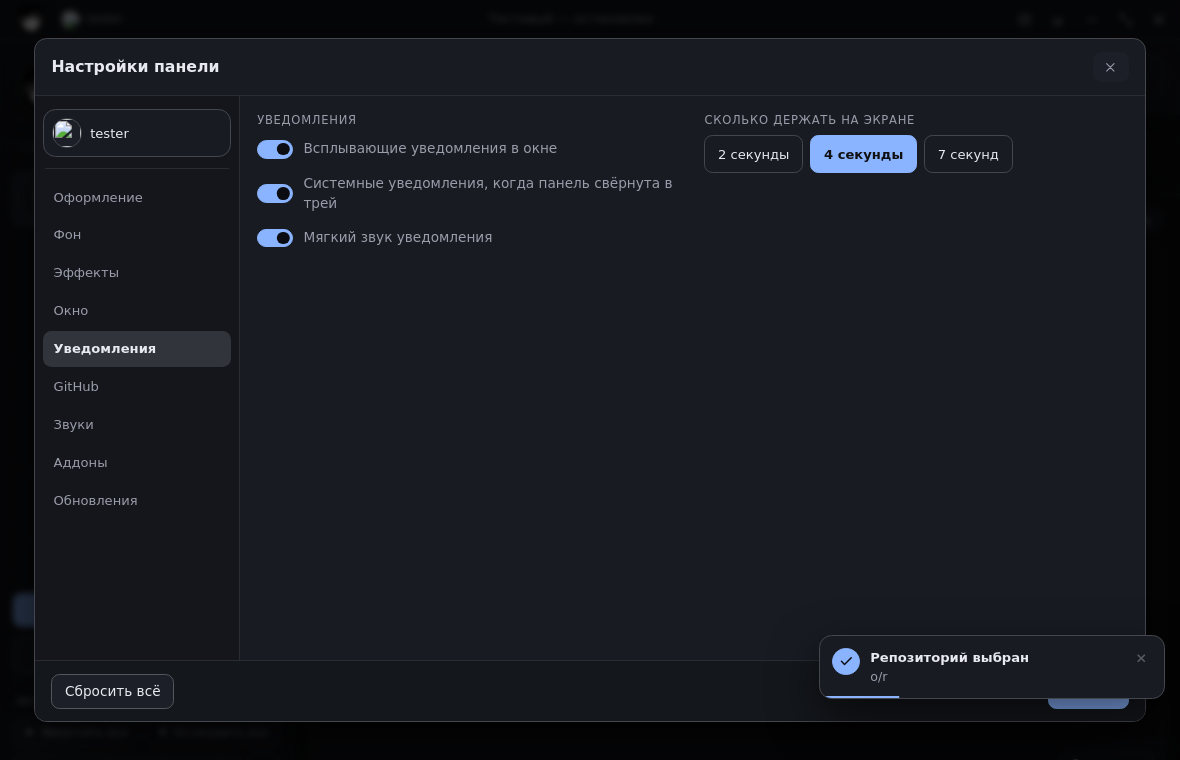 Настройки панели
tester
Оформление
Фон
Эффекты
Окно
Уведомления
GitHub
Звуки
Аддоны
Обновления
УВЕДОМЛЕНИЯ
Всплывающие уведомления в окне
Системные уведомления, когда панель свёрнута в
трей
Мягкий звук уведомления
СКОЛЬКО ДЕРЖАТЬ НА ЭКРАНЕ
2 секунды
4 секунды
7 секунд
Сбросить всё
Репозиторий выбран
o/r